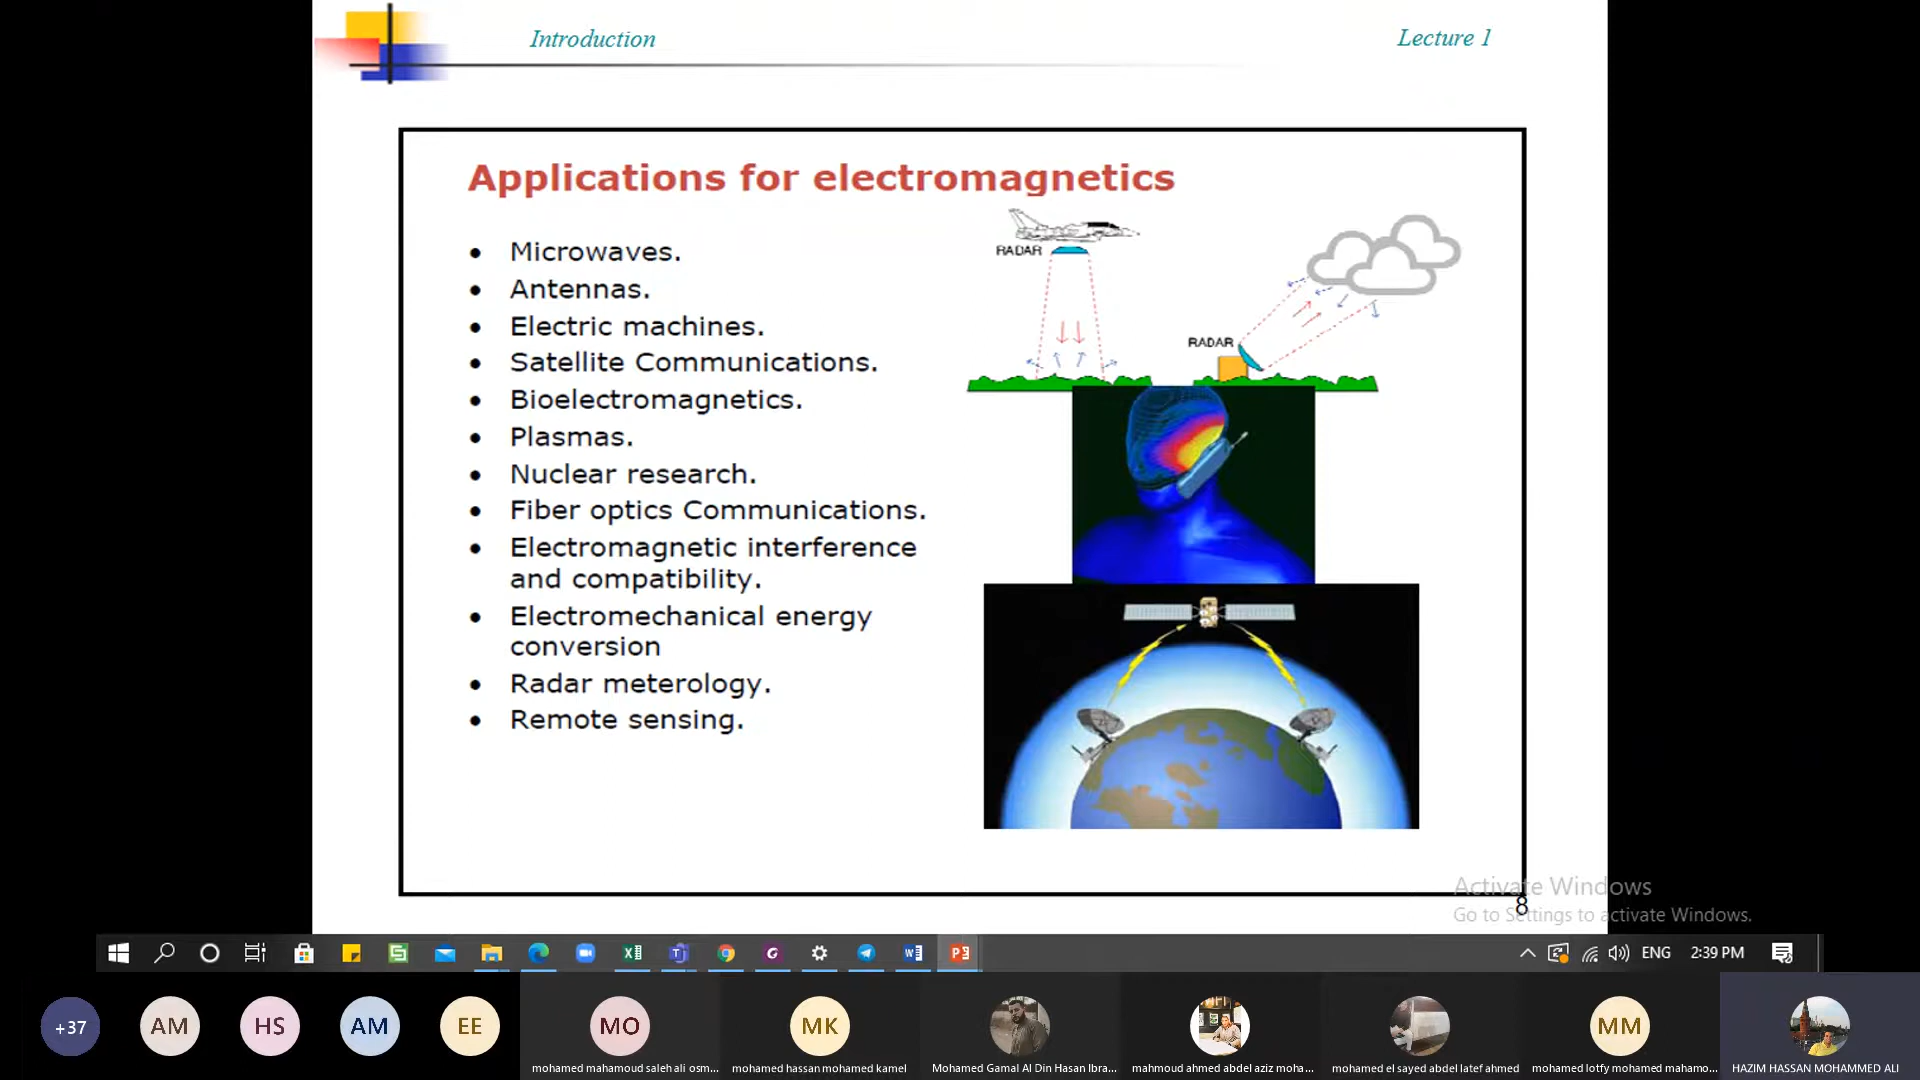 Introduction
Lecture 1
Applications for electromagnetics
• Microwaves.
• Antennas.
• Electric machines.
• Satellite Communications.
• Bioelectromagnetics.
• Plasmas.
• Nuclear research.
• Fiber optics Communications.
• Electromagnetic interference
and compatibility.
• Electromechanical energy
conversion
• Radar meterology.
• Remote sensing.
RADAR
RADAR
Activate Windows
8
Go to Settings to activate Windows.
ENG
2:39 PM
+37
AM
HS
AM
EE
MO
MK
MM
mohamed mahamoud saleh ali osm...
mohamed hassan mohamed kamel
Mohamed Gamal Al Din Hasan Ibra...
mahmoud ahmed abdel aziz moha...
mohamed el sayed abdel latef ahmed
mohamed lotfy mohamed mahamo...
HAZIM HASSAN MOHAMMED ALI